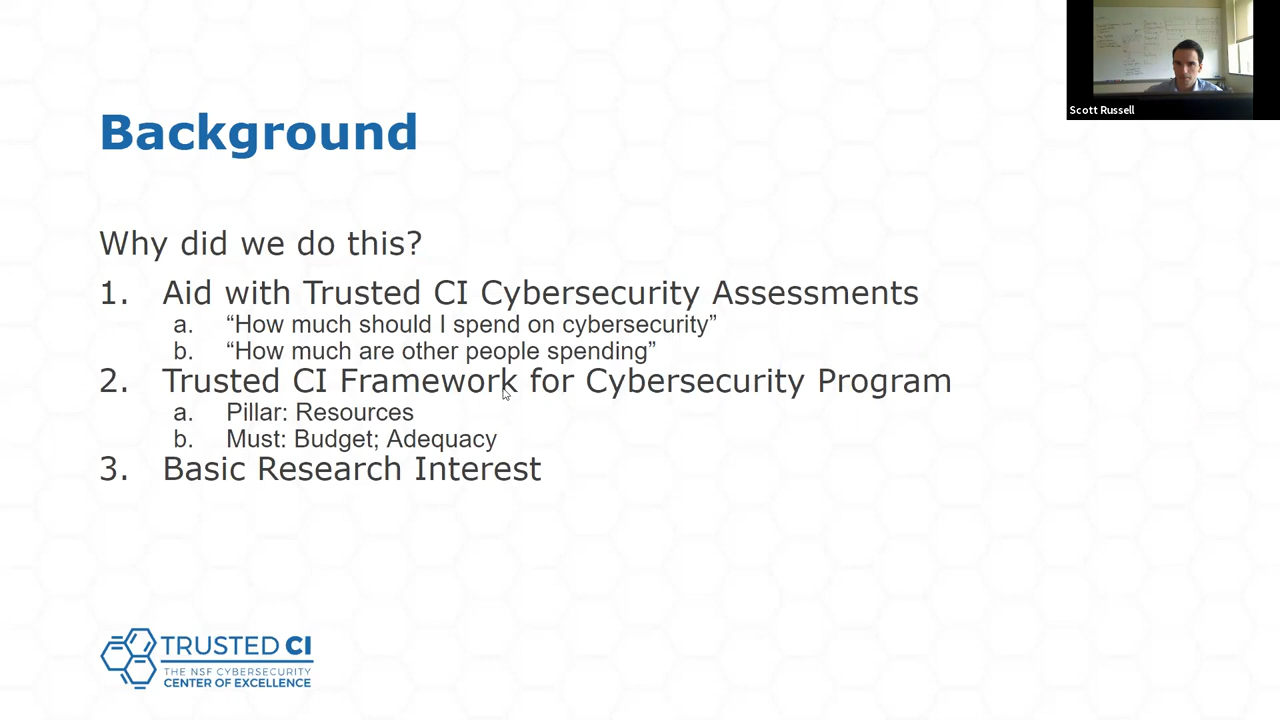 Scott Russell
Background
Why did we do this?
1. Aid with Trusted CI Cybersecurity Assessments
a. “How much should I spend on cybersecurity”
b. “How much are other people spending”
2. Trusted CI Framework for Cybersecurity Program
a. Pillar: Resources
b. Must: Budget; Adequacy
3. Basic Research Interest
TRUSTED CI
THE NSF CYBERSECURITY
CENTER OF EXCELLENCE